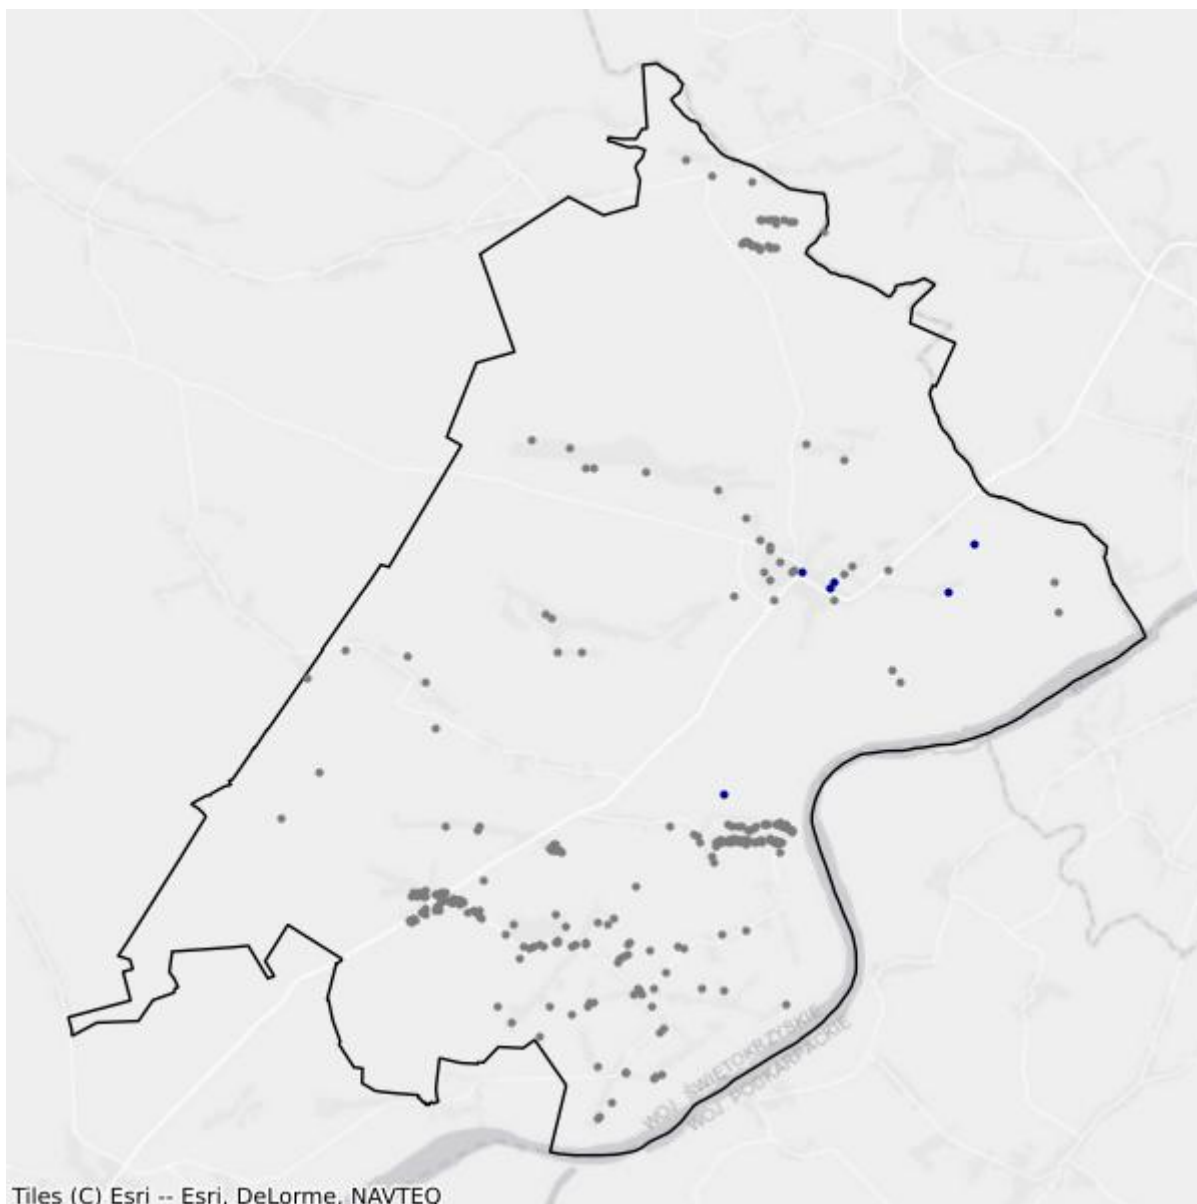 WOJ. ŚWIĘTOKRZYSKIE
WOJ. PODKARPACKIE
Tiles (C) Esri -- Esri, DeLorme, NAVTEQ